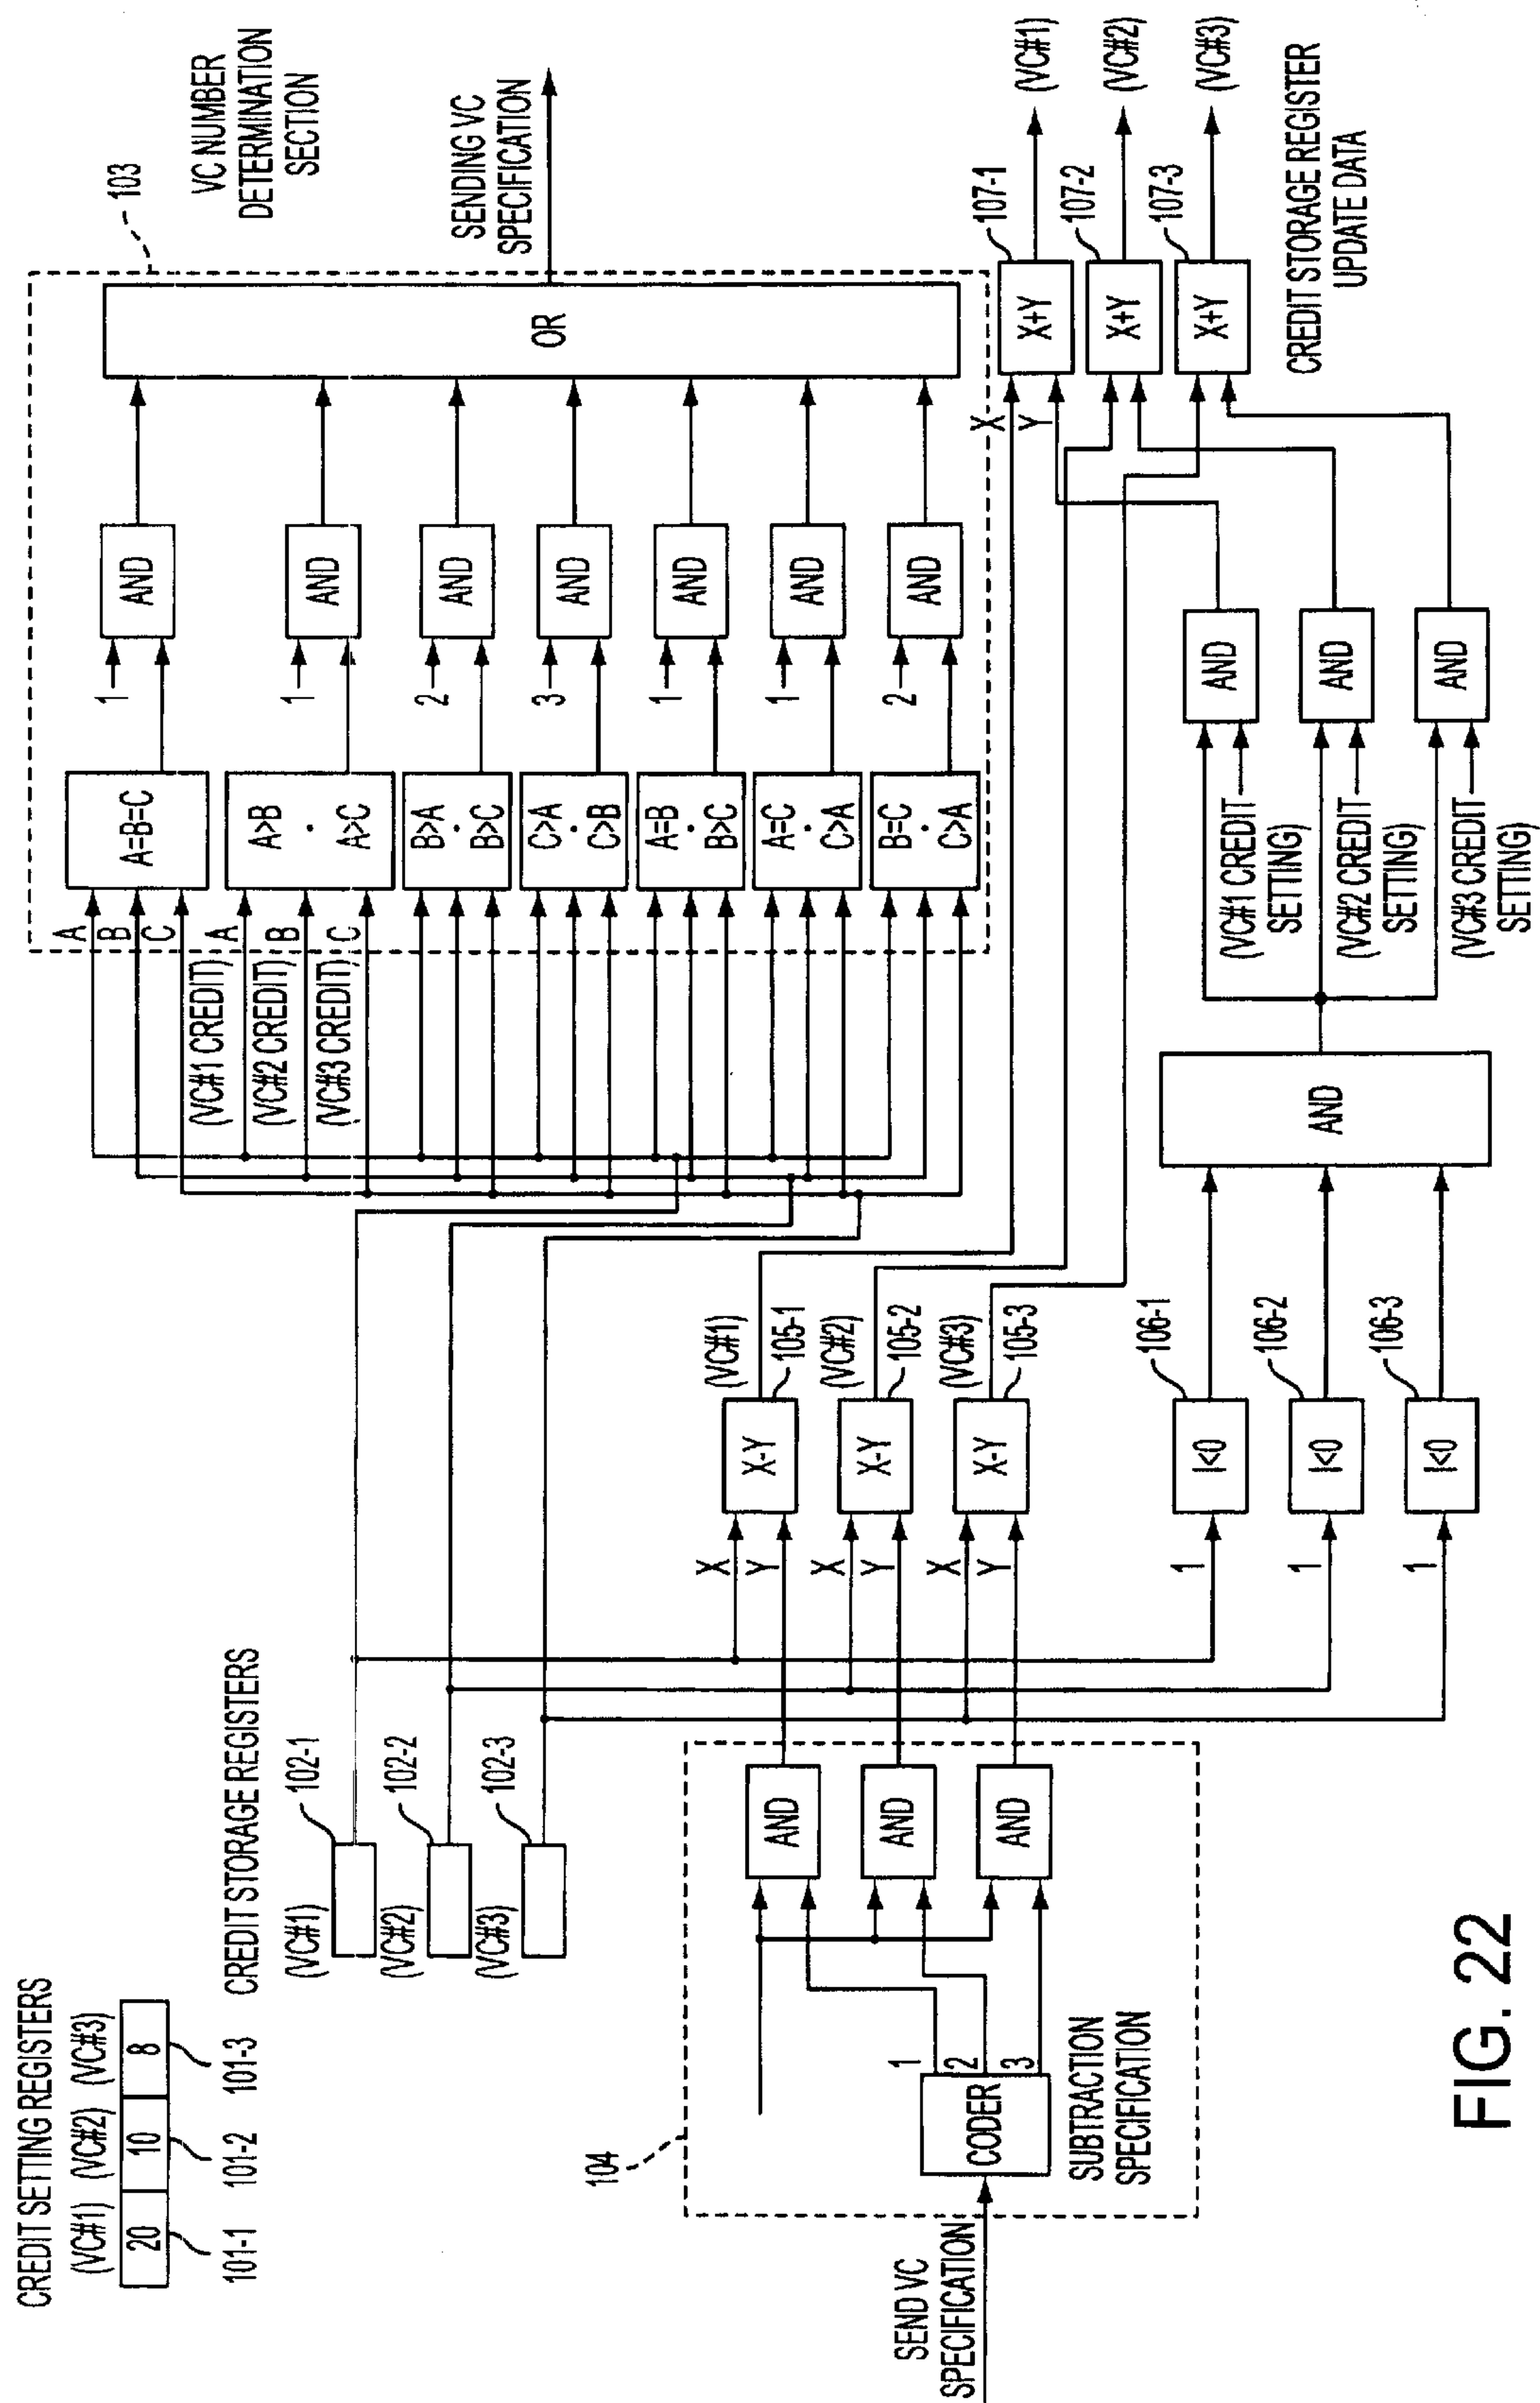 CREDIT SETTING REGISTERS
(VC#1) (VC#2) (VC#3)
20 10 8
101-1 101-2 101-3
CREDIT STORAGE REGISTERS
(VC#1)
102-1
(VC#2)
102-2
(VC#3)
102-3
104
SEND VC
SPECIFICATION
CODER
1
2
3
AND
AND
AND
SUBTRACTION
SPECIFICATION
X
Y
X-Y
(VC#1)
105-1
X
Y
X-Y
(VC#2)
105-2
X
Y
X-Y
(VC#3)
105-3
1
I<0
106-1
1
I<0
106-2
1
I<0
106-3
AND
A
B
C
(VC#1 CREDIT) A
(VC#2 CREDIT) B
(VC#3 CREDIT) C
A=B=C
A>B
·
A>C
B>A
·
B>C
C>A
·
C>B
A=B
·
B>C
A=C
·
C>A
B=C
·
C>A
1
AND
1
AND
2
AND
3
AND
1
AND
1
AND
2
AND
OR
103
VC NUMBER
DETERMINATION
SECTION
SENDING VC
SPECIFICATION
(VC#1 CREDIT
SETTING)
AND
(VC#2 CREDIT
SETTING)
AND
(VC#3 CREDIT
SETTING)
AND
X
Y
X+Y
107-1
(VC#1)
X+Y
107-2
(VC#2)
X+Y
107-3
(VC#3)
CREDIT STORAGE REGISTER
UPDATE DATA
FIG. 22